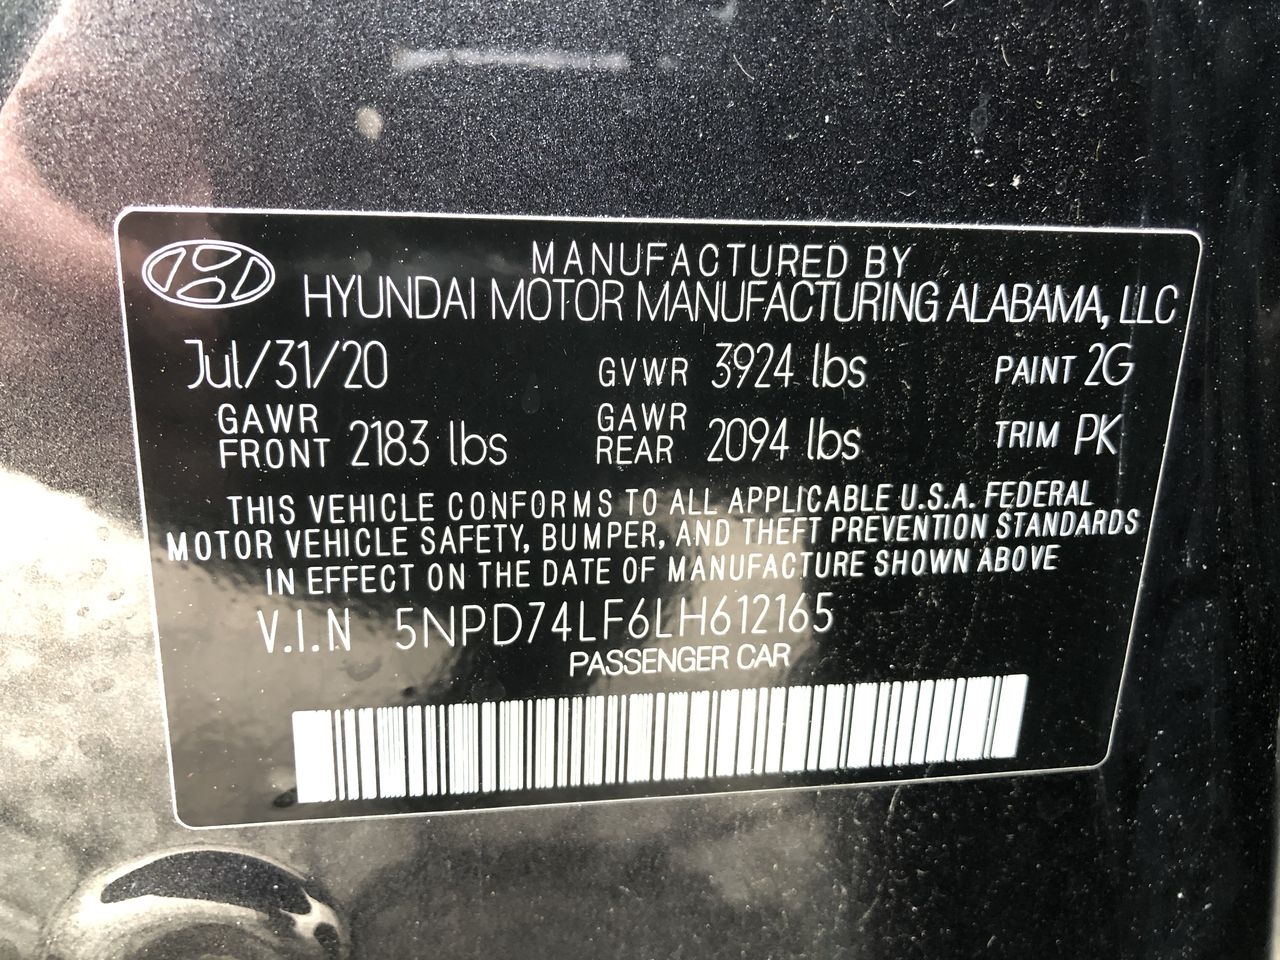 MANUFACTURED BY
HYUNDAI MOTOR MANUFACTURING ALABAMA, LLC
Jul/31/20 GVWR 3924 lbs PAINT 2G
GAWR FRONT 2183 lbs GAWR REAR 2094 lbs TRIM PK
THIS VEHICLE CONFORMS TO ALL APPLICABLE U.S.A. FEDERAL
MOTOR VEHICLE SAFETY, BUMPER, AND THEFT PREVENTION STANDARDS
IN EFFECT ON THE DATE OF MANUFACTURE SHOWN ABOVE
V.I.N 5NPD74LF6LH612165
PASSENGER CAR